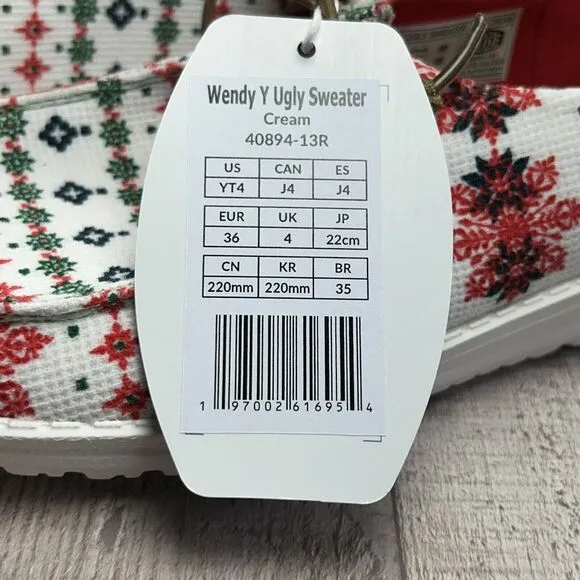 Wendy Y Ugly Sweater
Cream
40894-13R
US CAN ES
YT4 J4 J4
EUR UK JP
36 4 22cm
CN KR BR
220mm 220mm 35
1 97002 61695 4